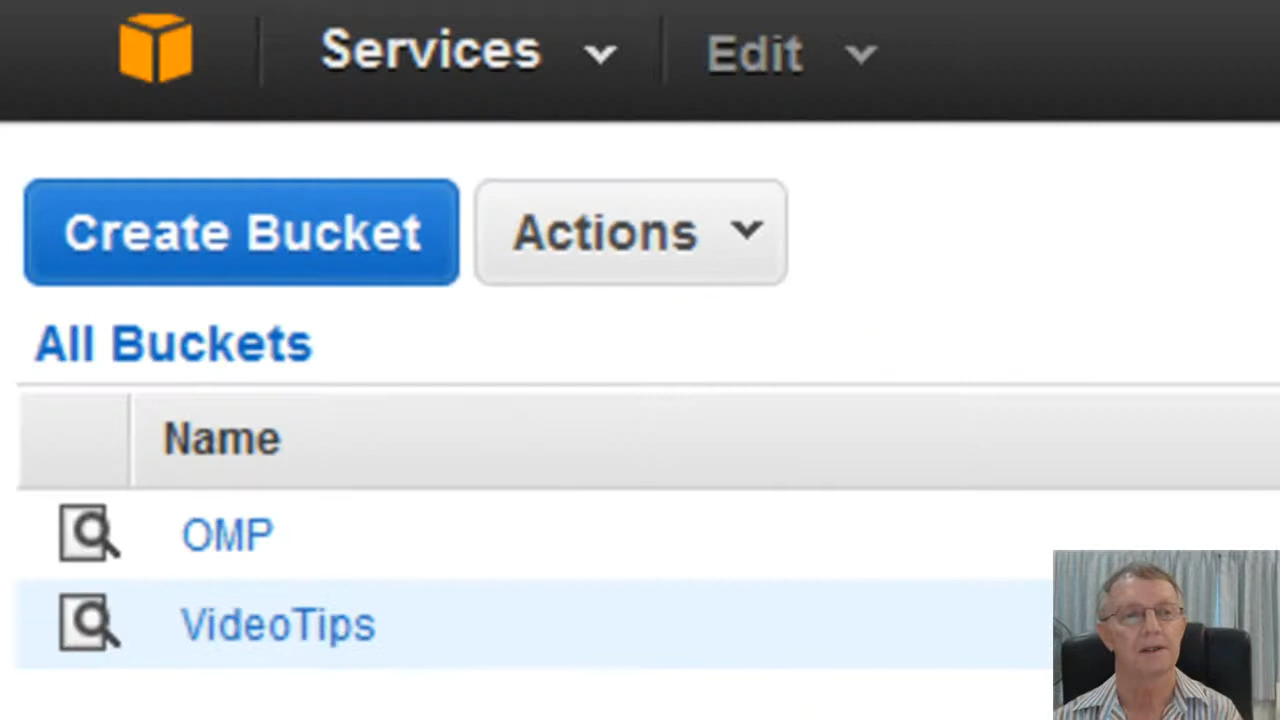 Services Edit
Create Bucket Actions
All Buckets
Name
OMP
VideoTips